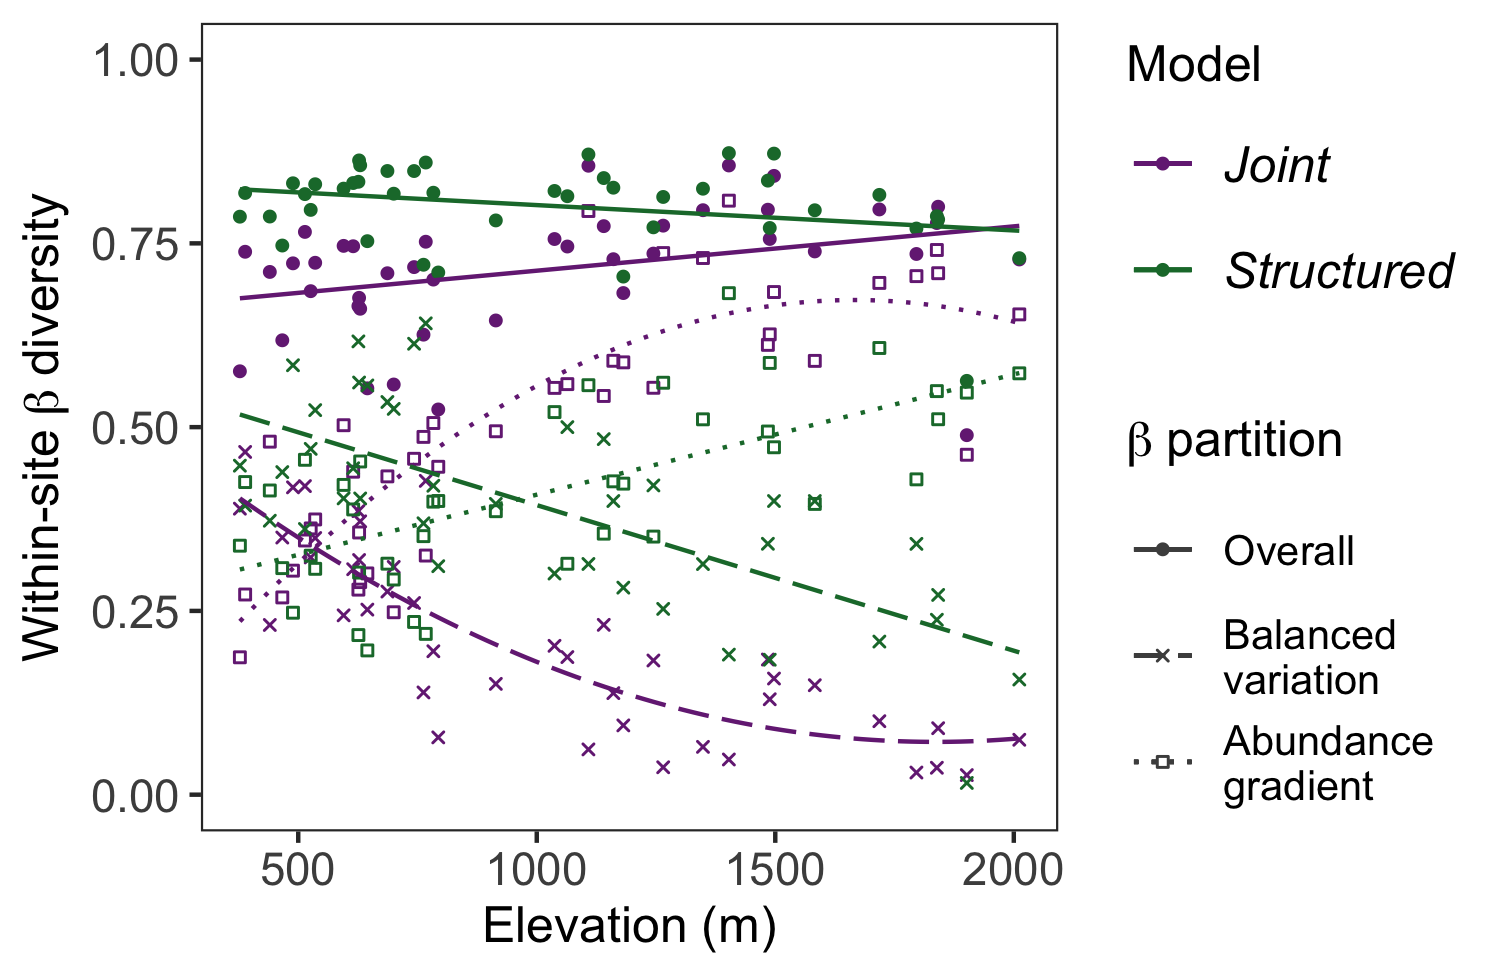 Within-site β diversity
1.00
0.75
0.50
0.25
0.00
500
1000
1500
2000
Elevation (m)
Model
Joint
Structured
β partition
Overall
Balanced
variation
Abundance
gradient